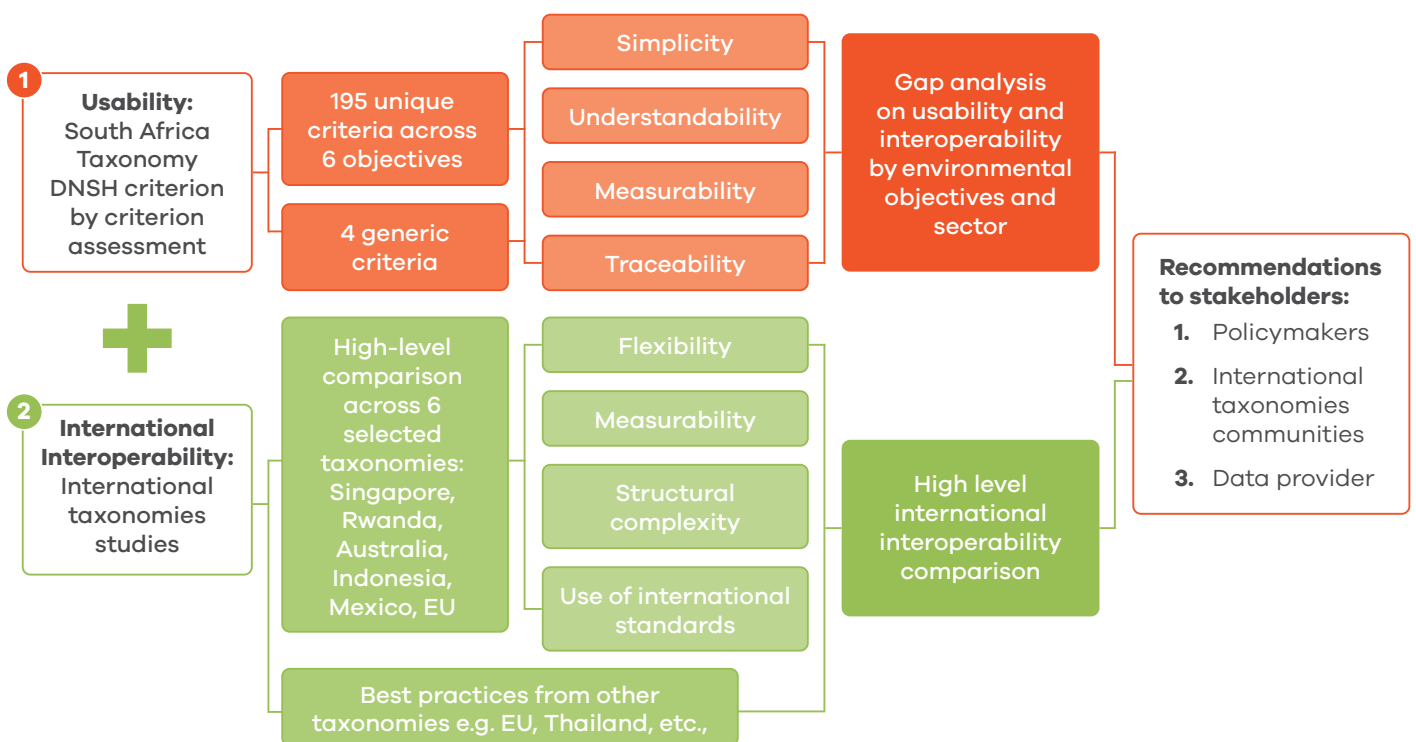 1
Usability:
South Africa
Taxonomy
DNSH criterion
by criterion
assessment
195 unique
criteria across
6 objectives
4 generic
criteria
Simplicity
Understandability
Measurability
Traceability
Gap analysis
on usability and
interoperability
by environmental
objectives and
sector
2
International
Interoperability:
International
taxonomies
studies
High-level
comparison
across 6
selected
taxonomies:
Singapore,
Rwanda,
Australia,
Indonesia,
Mexico, EU
Flexibility
Measurability
Structural
complexity
Use of international
standards
Best practices from other
taxonomies e.g. EU, Thailand, etc.,
High level
international
interoperability
comparison
Recommendations
to stakeholders:
1. Policymakers
2. International
taxonomies
communities
3. Data provider